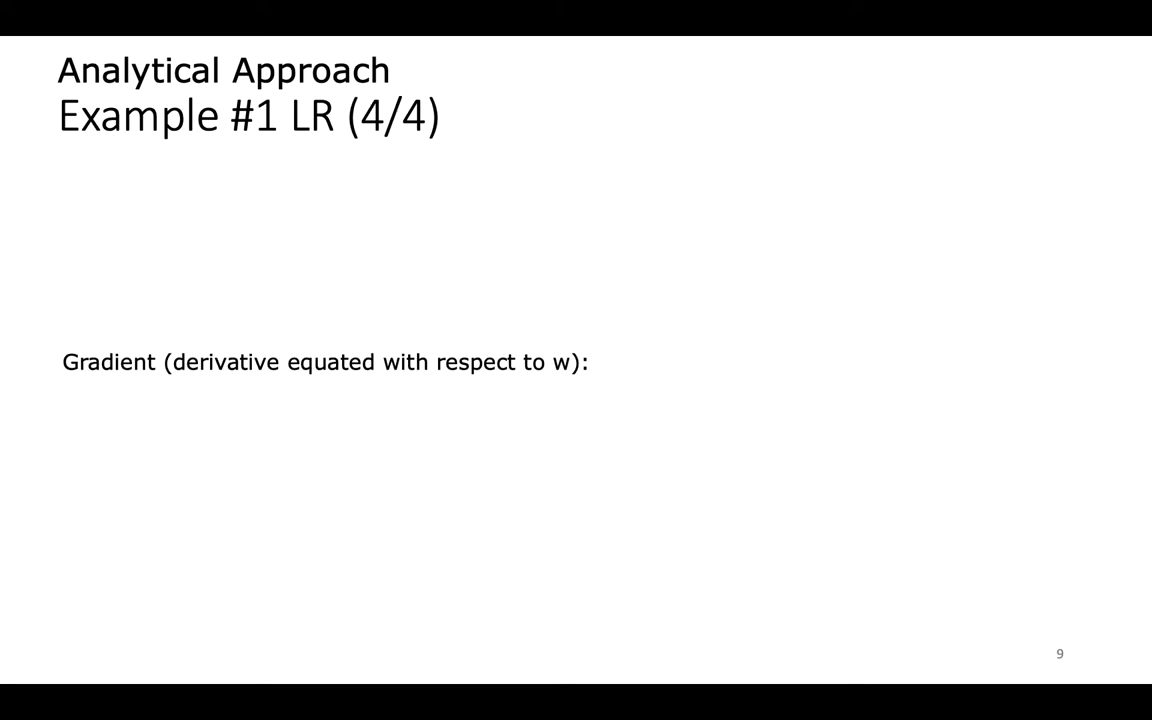 Analytical Approach
Example #1 LR (4/4)
Gradient (derivative equated with respect to w):
9